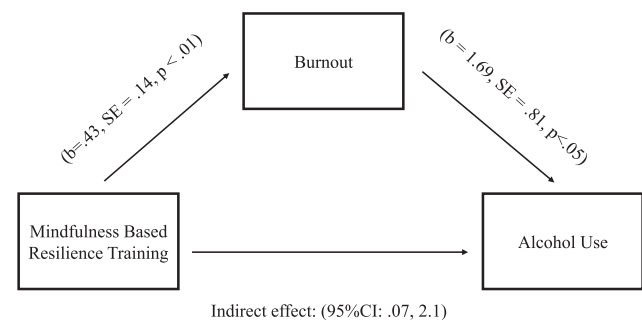 Burnout
(b=.43, SE = .14, p < .01)
(b = 1.69, SE = .81, p<.05)
Mindfulness Based
Resilience Training
Alcohol Use
Indirect effect: (95%CI: .07, 2.1)